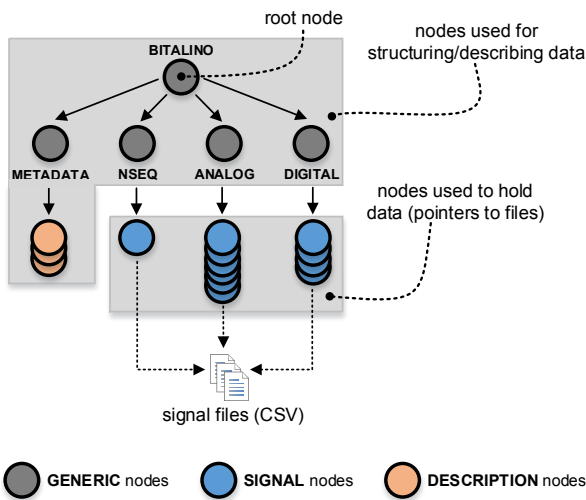 root node
BITALINO
nodes used for
structuring/describing data
METADATA
NSEQ
ANALOG
DIGITAL
nodes used to hold
data (pointers to files)
signal files (CSV)
GENERIC nodes
SIGNAL nodes
DESCRIPTION nodes